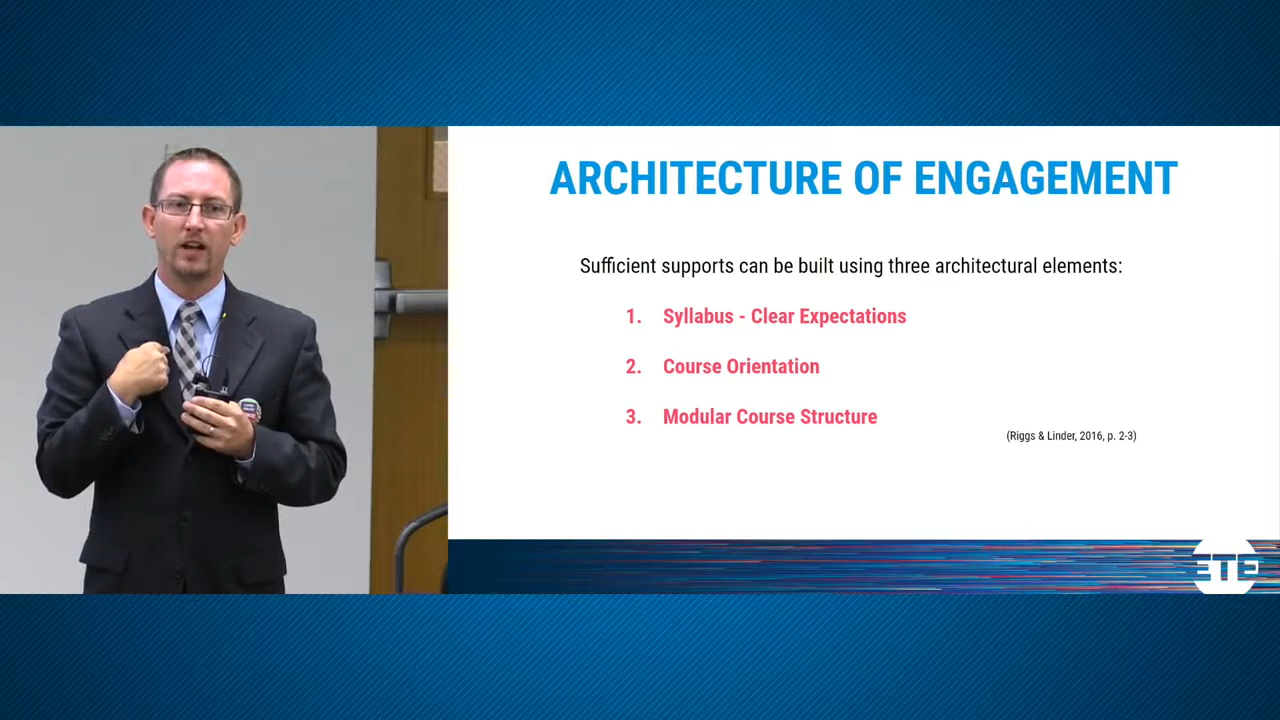 ARCHITECTURE OF ENGAGEMENT
Sufficient supports can be built using three architectural elements:
1. Syllabus - Clear Expectations
2. Course Orientation
3. Modular Course Structure
(Riggs & Linder, 2016, p. 2-3)
ETE